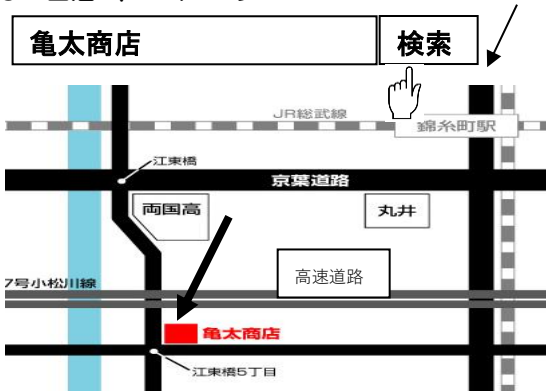 亀太商店
検索
JR総武線
錦糸町駅
江東橋
京葉道路
両国高
丸井
高速道路
7号小松川線
亀太商店
江東橋5丁目